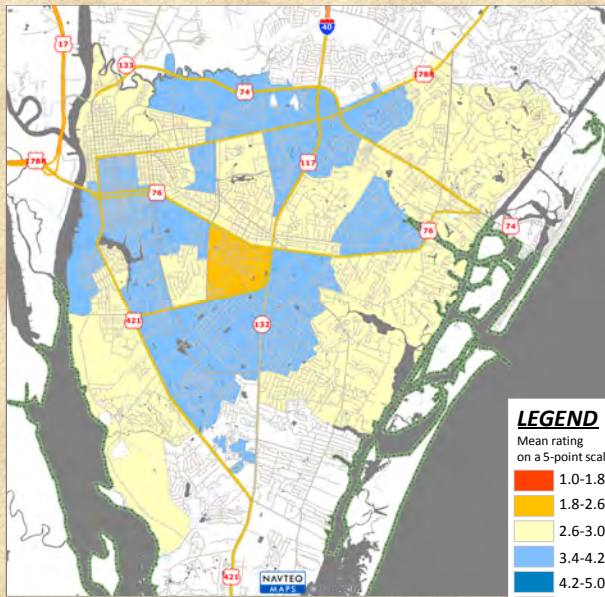 40
17
133
74
17BR
117
17BR
76
76
74
421
132
421
NAVTEQ
MAPS
LEGEND
Mean rating
on a 5-point scal
1.0-1.8
1.8-2.6
2.6-3.0
3.4-4.2
4.2-5.0